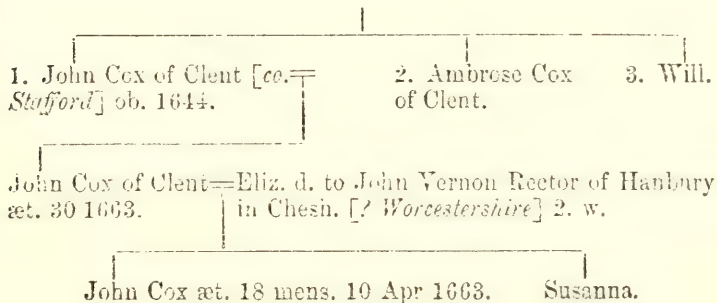 1. John Cox of Clent [co. 2. Ambrose Cox 3. Will.
Stafford] ob. 1644. of Clent.
John Cox of Clent=Eliz. d. to John Vernon Rector of Hanbury
æt. 30 1663. in Chesh. [? Worcestershire] 2. w.
John Cox æt. 18 mens. 10 Apr 1663. Susanna.